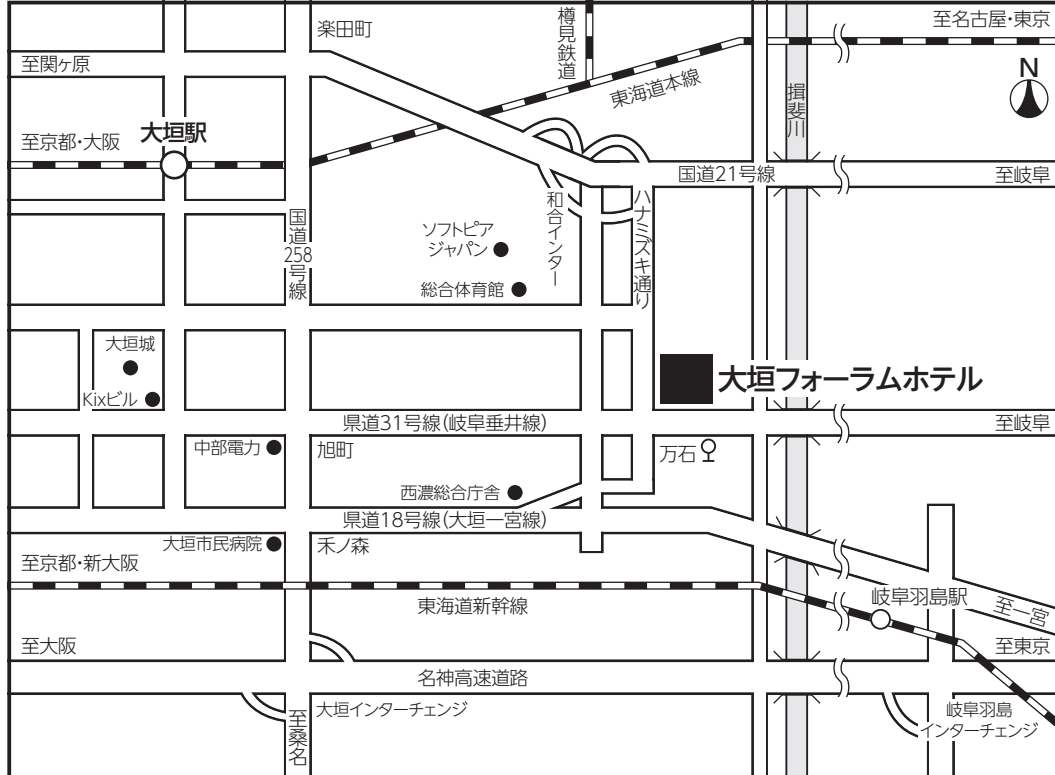 楽田町
樽見鉄道
至名古屋・東京
至関ヶ原
東海道本線
揖斐川
N
至京都・大阪
大垣駅
国道21号線
至岐阜
国道258号線
ソフトピア
ジャパン
和合インター
ハナミズキ通り
総合体育館
大垣城
Kixビル
大垣フォーラムホテル
県道31号線(岐阜垂井線)
至岐阜
中部電力
旭町
万石
西濃総合庁舎
県道18号線(大垣一宮線)
大垣市民病院
禾ノ森
至京都・新大阪
東海道新幹線
岐阜羽島駅
至一宮
至大阪
至東京
名神高速道路
至桑名
大垣インターチェンジ
岐阜羽島
インターチェンジ